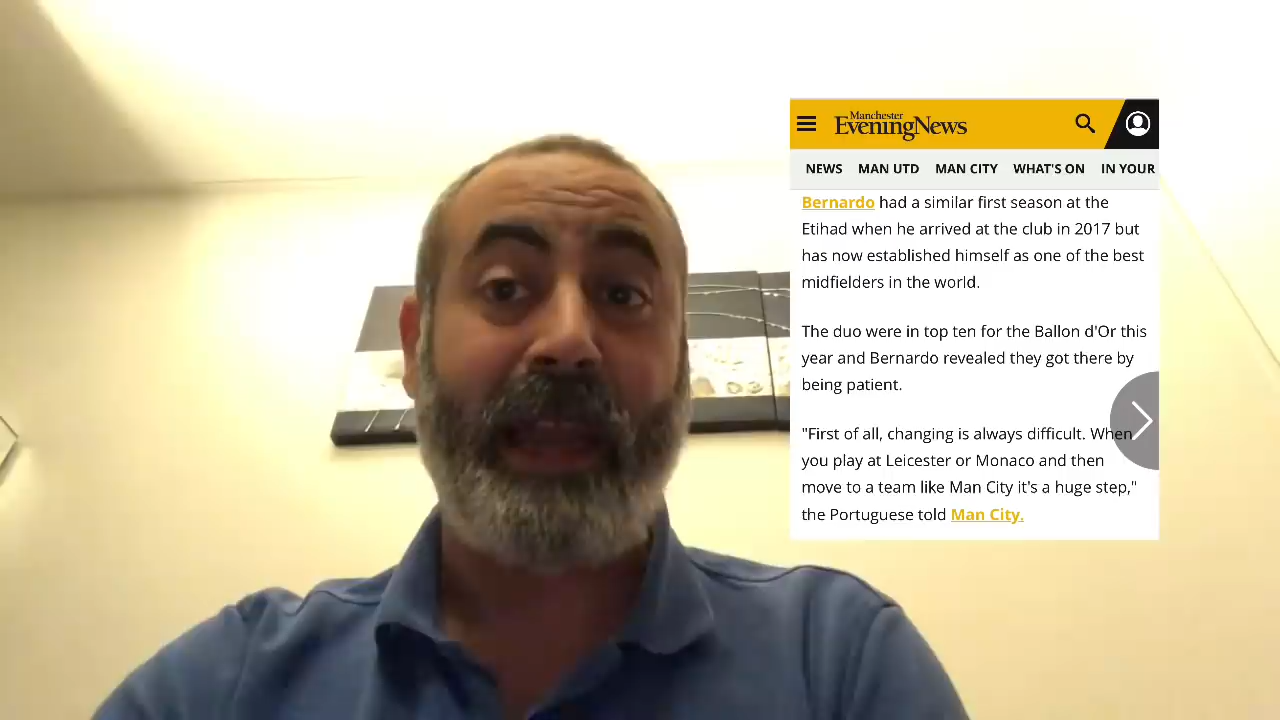 Manchester
EveningNews
NEWS MAN UTD MAN CITY WHAT'S ON IN YOUR
Bernardo had a similar first season at the
Etihad when he arrived at the club in 2017 but
has now established himself as one of the best
midfielders in the world.
The duo were in top ten for the Ballon d'Or this
year and Bernardo revealed they got there by
being patient.
"First of all, changing is always difficult. When
you play at Leicester or Monaco and then
move to a team like Man City it's a huge step,"
the Portuguese told Man City.